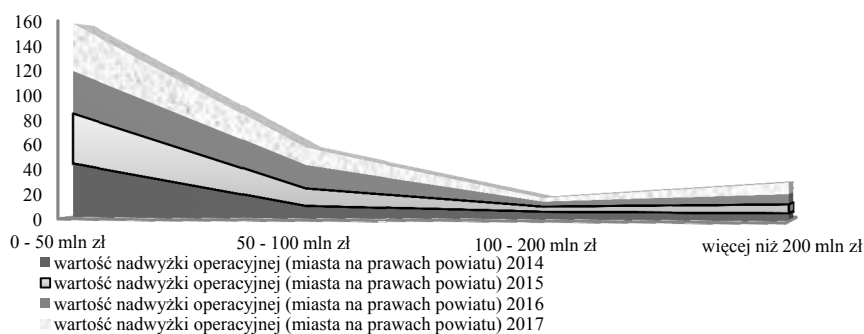 160
140
120
100
80
60
40
20
0
0 - 50 mln zł 50 - 100 mln zł 100 - 200 mln zł więcej niż 200 mln zł
wartość nadwyżki operacyjnej (miasta na prawach powiatu) 2014
wartość nadwyżki operacyjnej (miasta na prawach powiatu) 2015
wartość nadwyżki operacyjnej (miasta na prawach powiatu) 2016
wartość nadwyżki operacyjnej (miasta na prawach powiatu) 2017